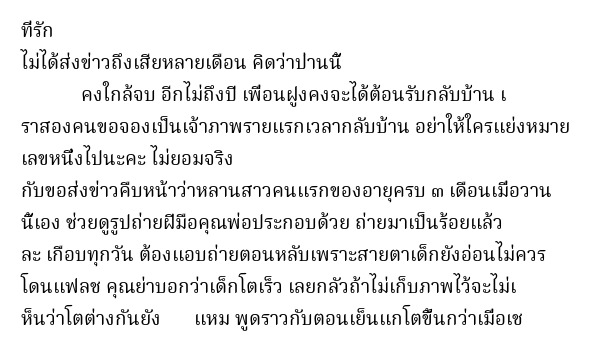 ที่รัก
ไม่ได้ส่งข่าวถึงเสียหลายเดือน คิดว่าปานนี้
คงใกล้จบ อีกไม่ถึงปี เพื่อนฝูงคงจะได้ต้อนรับกลับบ้าน เ
ราสองคนขอจองเป็นเจ้าภาพรายแรกเวลากลับบ้าน อย่าให้ใครแย่งหมาย
เลขหนึ่งไปนะคะ ไม่ยอมจริง
กับขอส่งข่าวคืบหน้าว่าหลานสาวคนแรกของอายุครบ ๓ เดือนเมื่อวาน
นี้เอง ช่วยดูรูปถ่ายฝีมือคุณพ่อประกอบด้วย ถ่ายมาเป็นร้อยแล้ว
ละ เกือบทุกวัน ต้องแอบถ่ายตอนหลับเพราะสายตาเด็กยังอ่อนไม่ควร
โดนแฟลช คุณย่าบอกว่าเด็กโตเร็ว เลยกลัวถ้าไม่เก็บภาพไว้จะไม่เ
ห็นว่าโตต่างกันยัง แหม พูดราวกับตอนเย็นแกโตขึ้นกว่าเมื่อเช